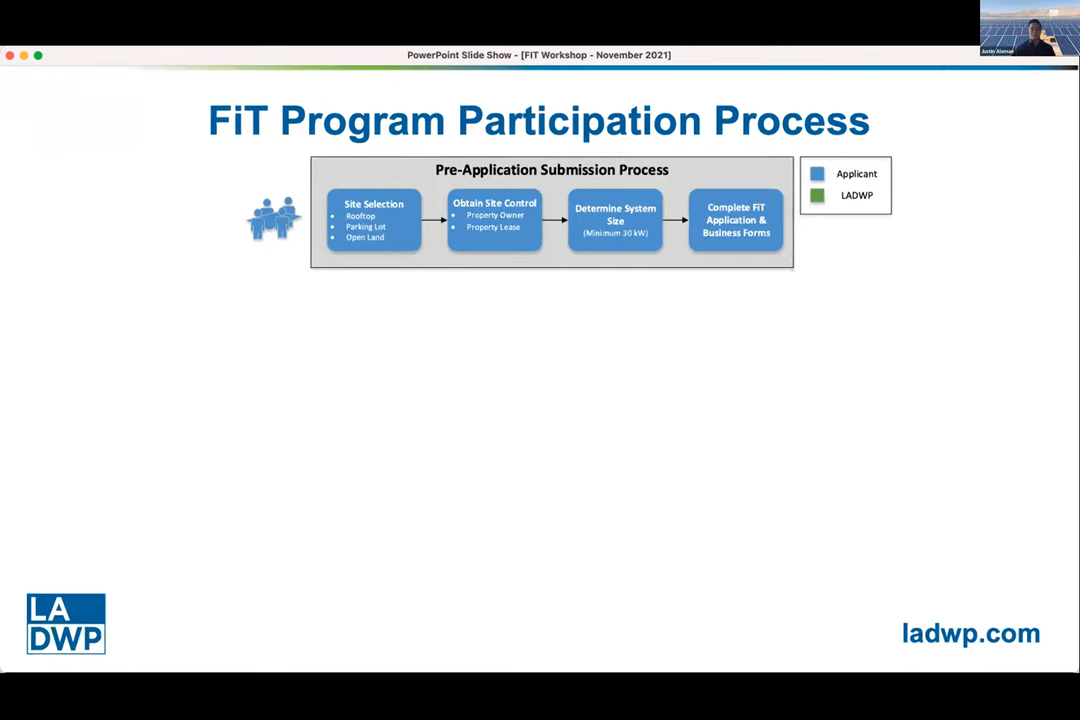 Justin Aleman
PowerPoint Slide Show - [FIT Workshop - November 2021]
FiT Program Participation Process
Pre-Application Submission Process
Site Selection
• Rooftop
• Parking Lot
• Open Land
Obtain Site Control
• Property Owner
• Property Lease
Determine System
Size
(Minimum 30 kW)
Complete FiT
Application &
Business Forms
Applicant
LADWP
LA
DWP
ladwp.com